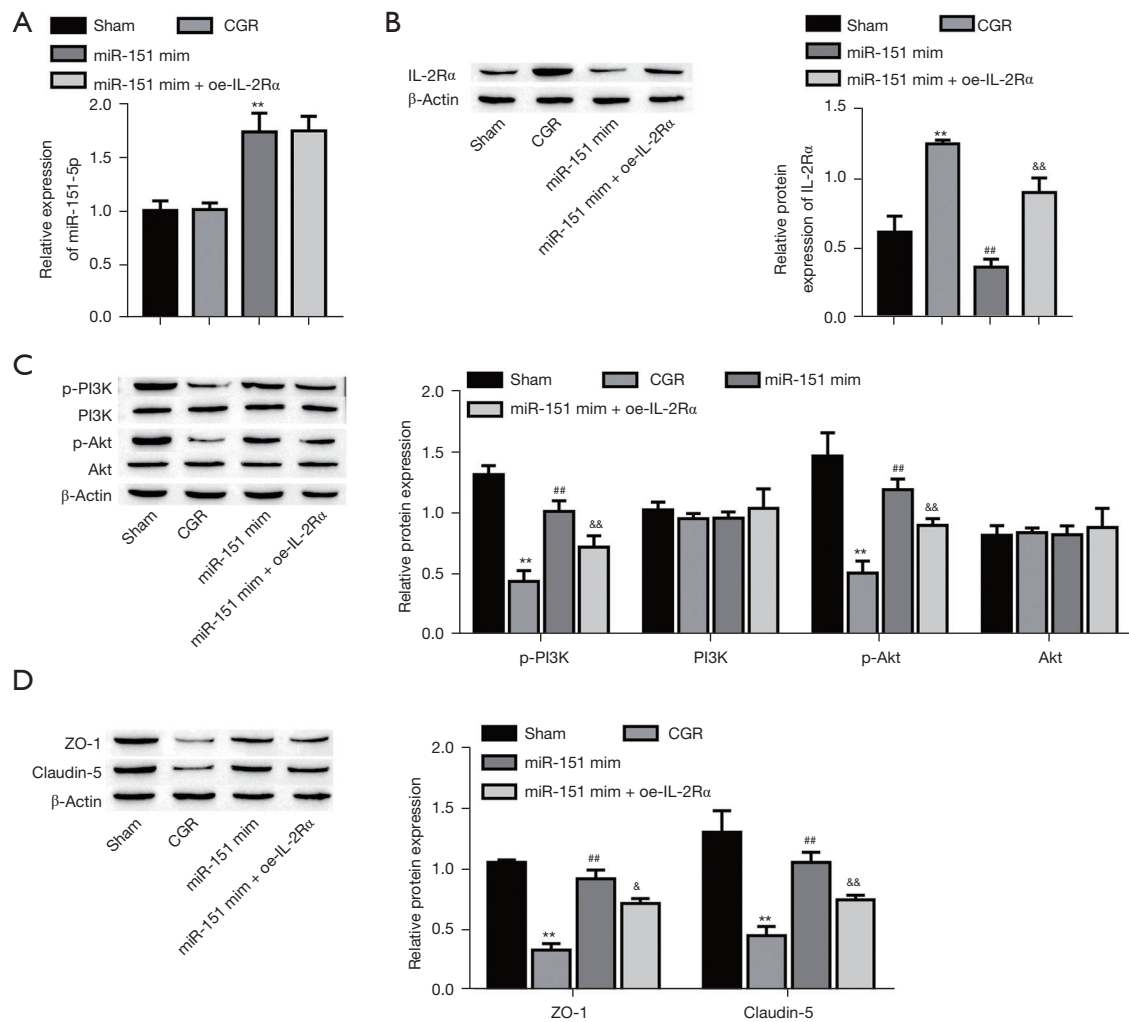 A
Sham CGR
miR-151 mim
miR-151 mim + oe-IL-2Rα
Relative expression
of miR-151-5p
2.0
1.5
1.0
0.5
0.0
**
B
IL-2Rα
β-Actin
Sham
CGR
miR-151 mim
miR-151 mim + oe-IL-2Rα
Sham CGR
miR-151 mim
miR-151 mim + oe-IL-2Rα
Relative protein
expression of IL-2Rα
1.5
1.0
0.5
0.0
**
##
&&
C
p-PI3K
PI3K
p-Akt
Akt
β-Actin
Sham
CGR
miR-151 mim
miR-151 mim + oe-IL-2Rα
Sham CGR miR-151 mim
miR-151 mim + oe-IL-2Rα
Relative protein expression
2.0
1.5
1.0
0.5
0.0
**
##
&&
**
##
&&
p-PI3K PI3K p-Akt Akt
D
ZO-1
Claudin-5
β-Actin
Sham
CGR
miR-151 mim
miR-151 mim + oe-IL-2Rα
Sham CGR
miR-151 mim
miR-151 mim + oe-IL-2Rα
Relative protein expression
2.0
1.5
1.0
0.5
0.0
**
##
&
**
##
&&
ZO-1 Claudin-5